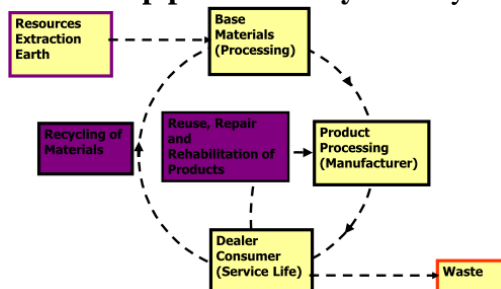 Resources
Extraction
Earth
Base
Materials
(Processing)
Recycling of
Materials
Reuse, Repair
and
Rehabilitation of
Products
Product
Processing
(Manufacturer)
Dealer
Consumer
(Service Life)
Waste